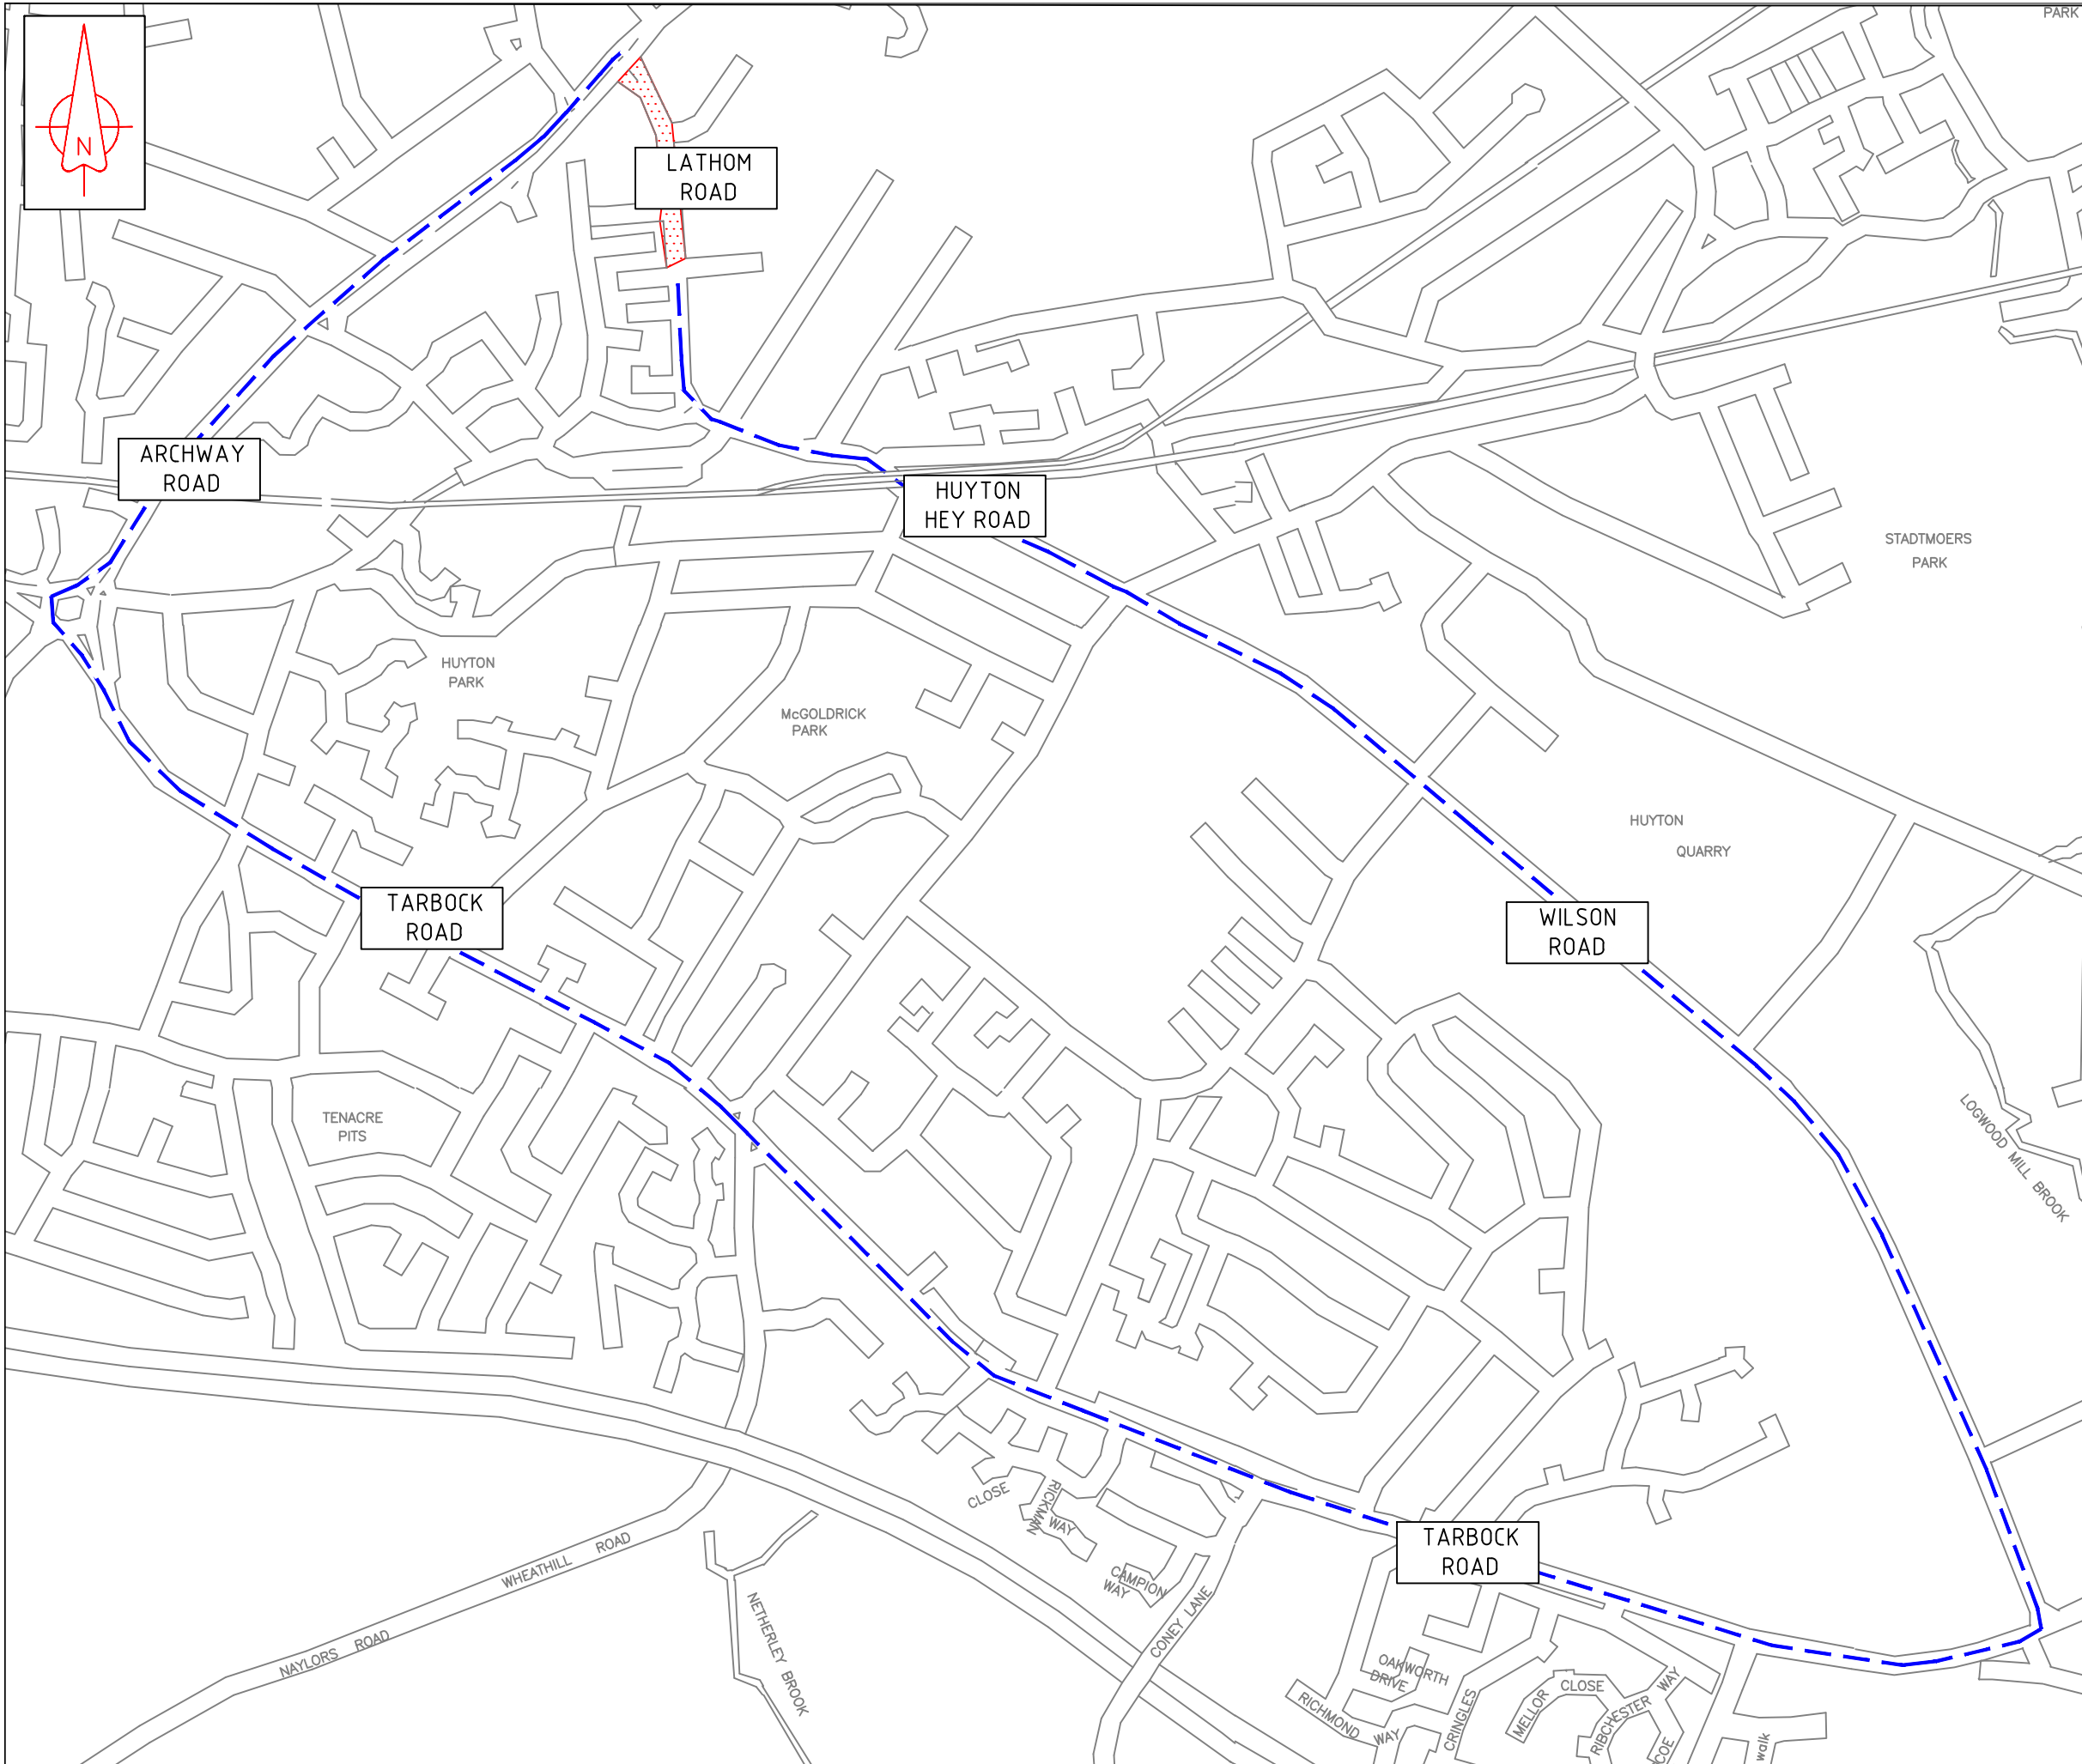 PARK
N
LATHOM
ROAD
ARCHWAY
ROAD
HUYTON
HEY ROAD
STADTMOERS
PARK
HUYTON
PARK
McGOLDRICK
PARK
HUYTON
QUARRY
TARBOCK
ROAD
WILSON
ROAD
TENACRE
PITS
LOGWOOD MILL BROOK
CLOSE
RICKMAN
WAY
WHEATHILL ROAD
TARBOCK
ROAD
CAMPION
WAY
CONEY LANE
NETHERLEY BROOK
NAYLORS ROAD
OAKWORTH
DRIVE
RICHMOND WAY
CRINGLES
MELLOR CLOSE
RIBCHESTER WAY
COE
walk